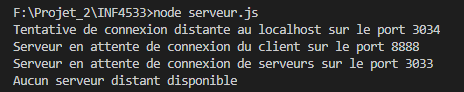 F:\Projet_2\INF4533>node serveur.js
Tentative de connexion distante au localhost sur le port 3034
Serveur en attente de connexion du client sur le port 8888
Serveur en attente de connexion de serveurs sur le port 3033
Aucun serveur distant disponible